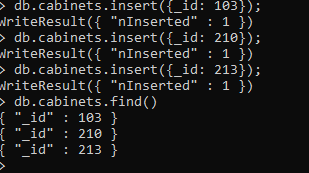 > db.cabinets.insert({_id: 103});
WriteResult({ "nInserted" : 1 })
> db.cabinets.insert({_id: 210});
WriteResult({ "nInserted" : 1 })
> db.cabinets.insert({_id: 213});
WriteResult({ "nInserted" : 1 })
> db.cabinets.find()
{ "_id" : 103 }
{ "_id" : 210 }
{ "_id" : 213 }
>